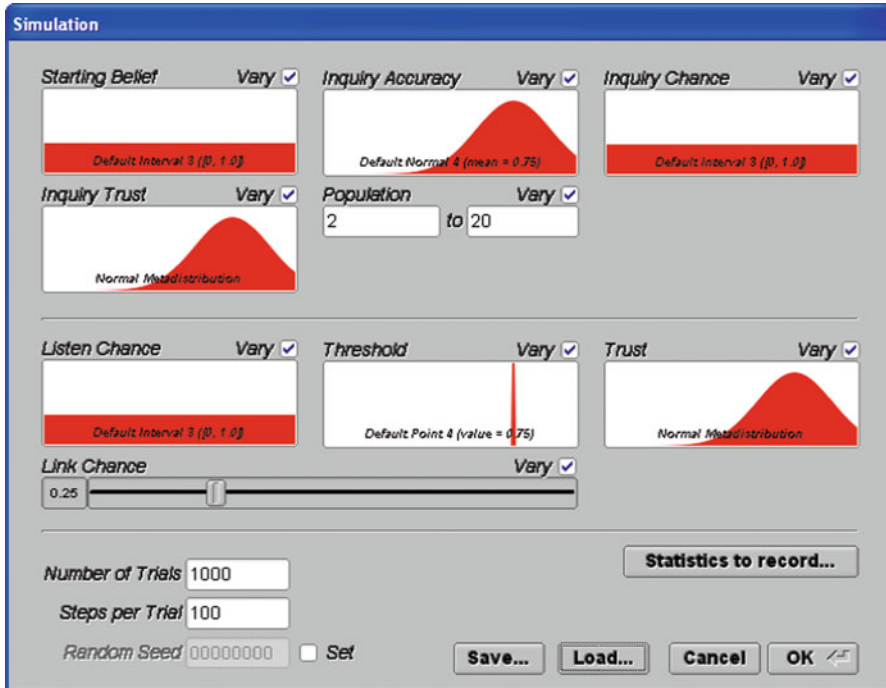 Simulation
Starting Belief Vary Inquiry Accuracy Vary Inquiry Chance Vary
Default Interval 3 ([0, 1.0]) Default Normal 4 (mean = 0.75) Default Interval 3 ([0, 1.0])
Inquiry Trust Vary Population Vary
2 to 20
Normal Metadistribution
Listen Chance Vary Threshold Vary Trust Vary
Default Interval 3 ([0, 1.0]) Default Point 4 (value = 0.75) Normal Metadistribution
Link Chance Vary
0.25
Statistics to record...
Number of Trials 1000
Steps per Trial 100
Random Seed 00000000 Set
Save... Load... Cancel OK